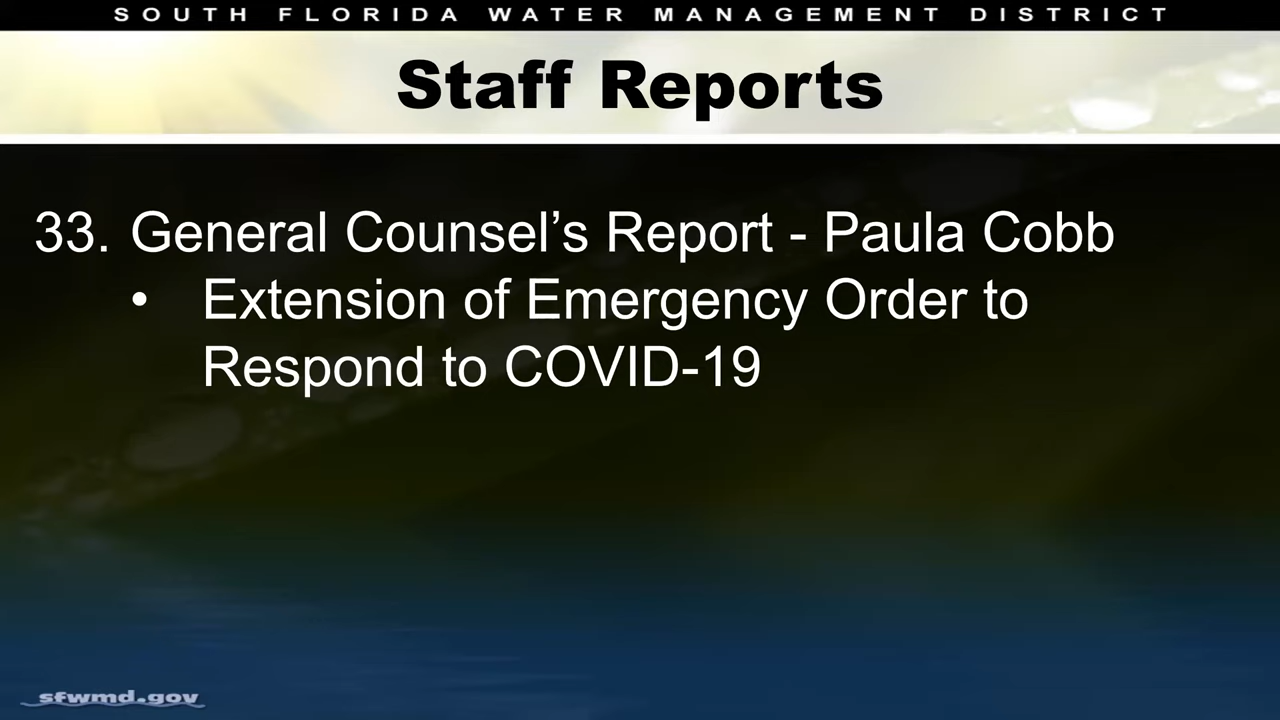 SOUTH FLORIDA WATER MANAGEMENT DISTRICT
Staff Reports
33. General Counsel’s Report - Paula Cobb
• Extension of Emergency Order to
Respond to COVID-19
sfwmd.gov